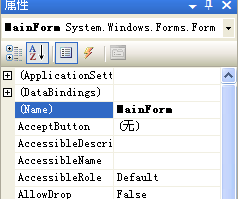 属性
MainForm System.Windows.Forms.Form
(ApplicationSett
(DataBindings)
(Name) MainForm
AcceptButton (无)
AccessibleDescri
AccessibleName
AccessibleRole Default
AllowDrop False